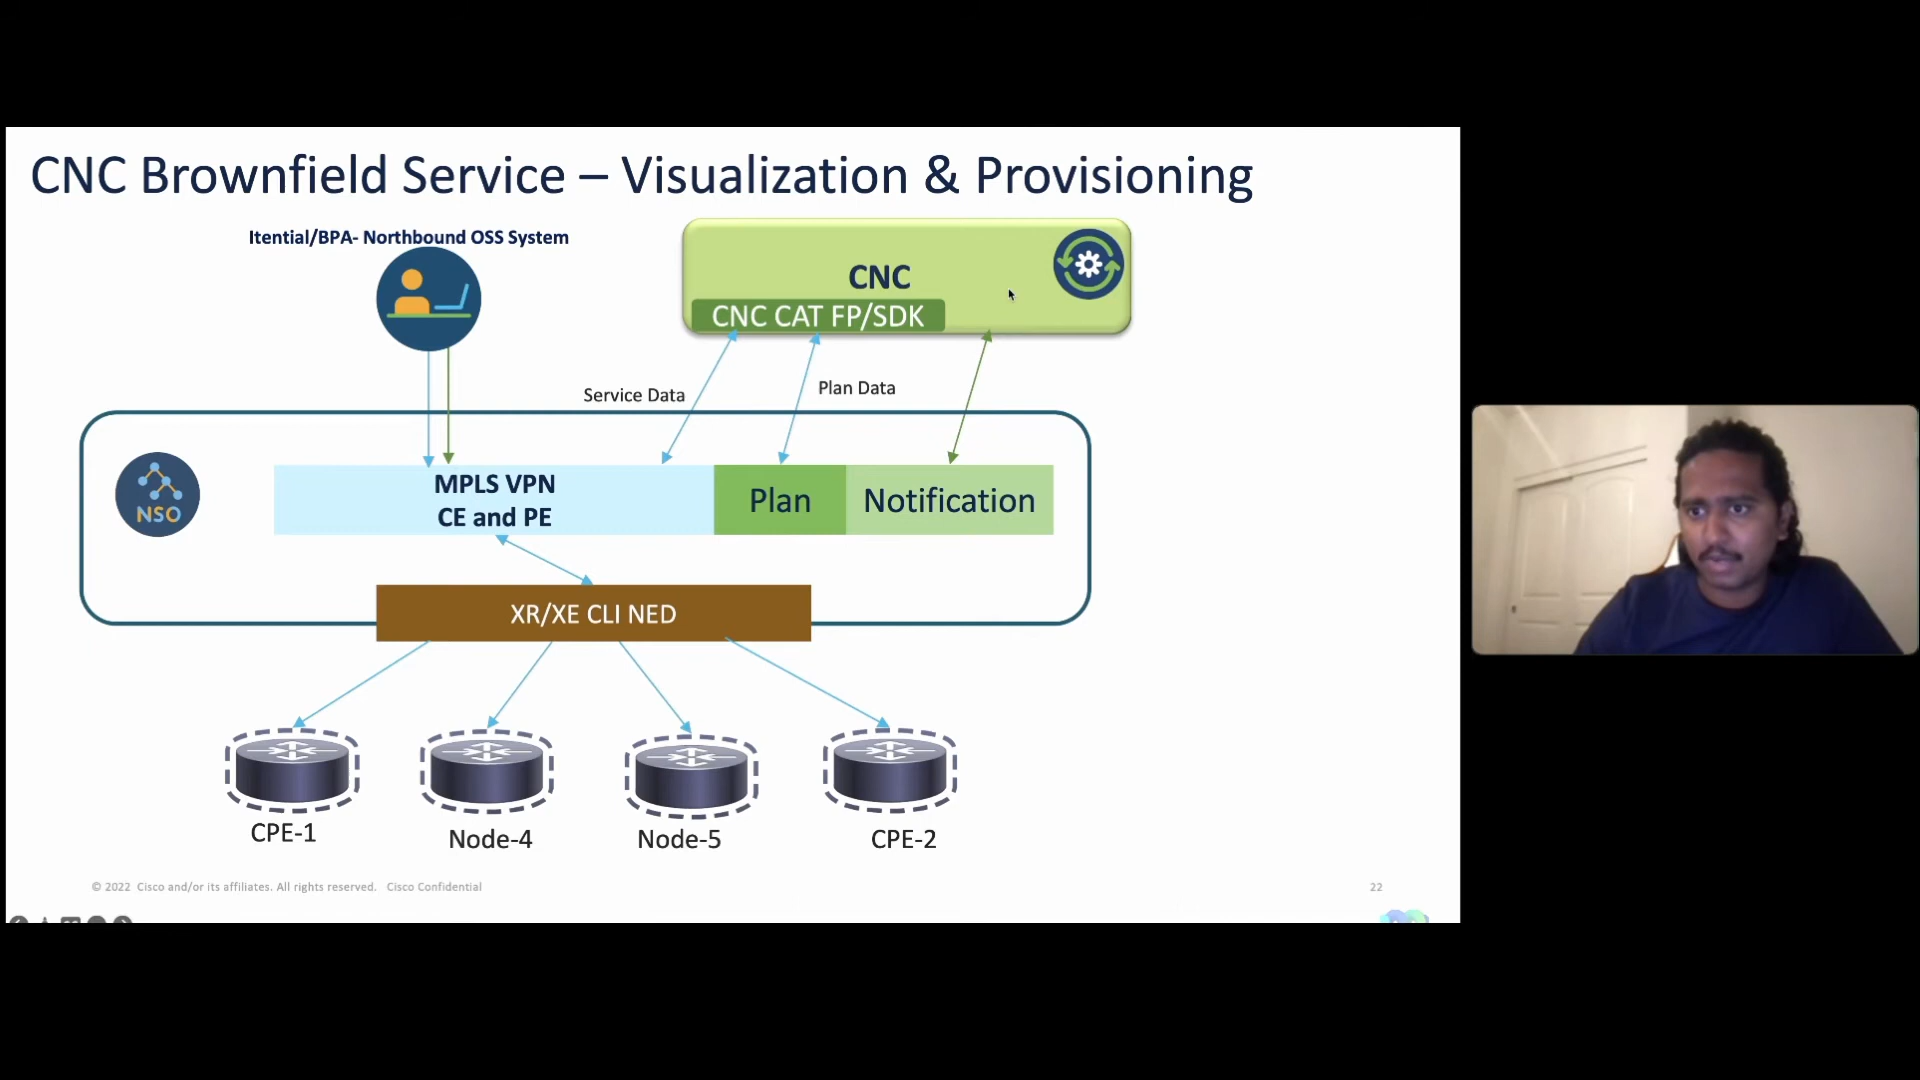 CNC Brownfield Service – Visualization & Provisioning
Itential/BPA- Northbound OSS System
CNC
CNC CAT FP/SDK
Service Data
Plan Data
NSO
MPLS VPN
CE and PE
Plan
Notification
XR/XE CLI NED
CPE-1
Node-4
Node-5
CPE-2
© 2022 Cisco and/or its affiliates. All rights reserved. Cisco Confidential
22